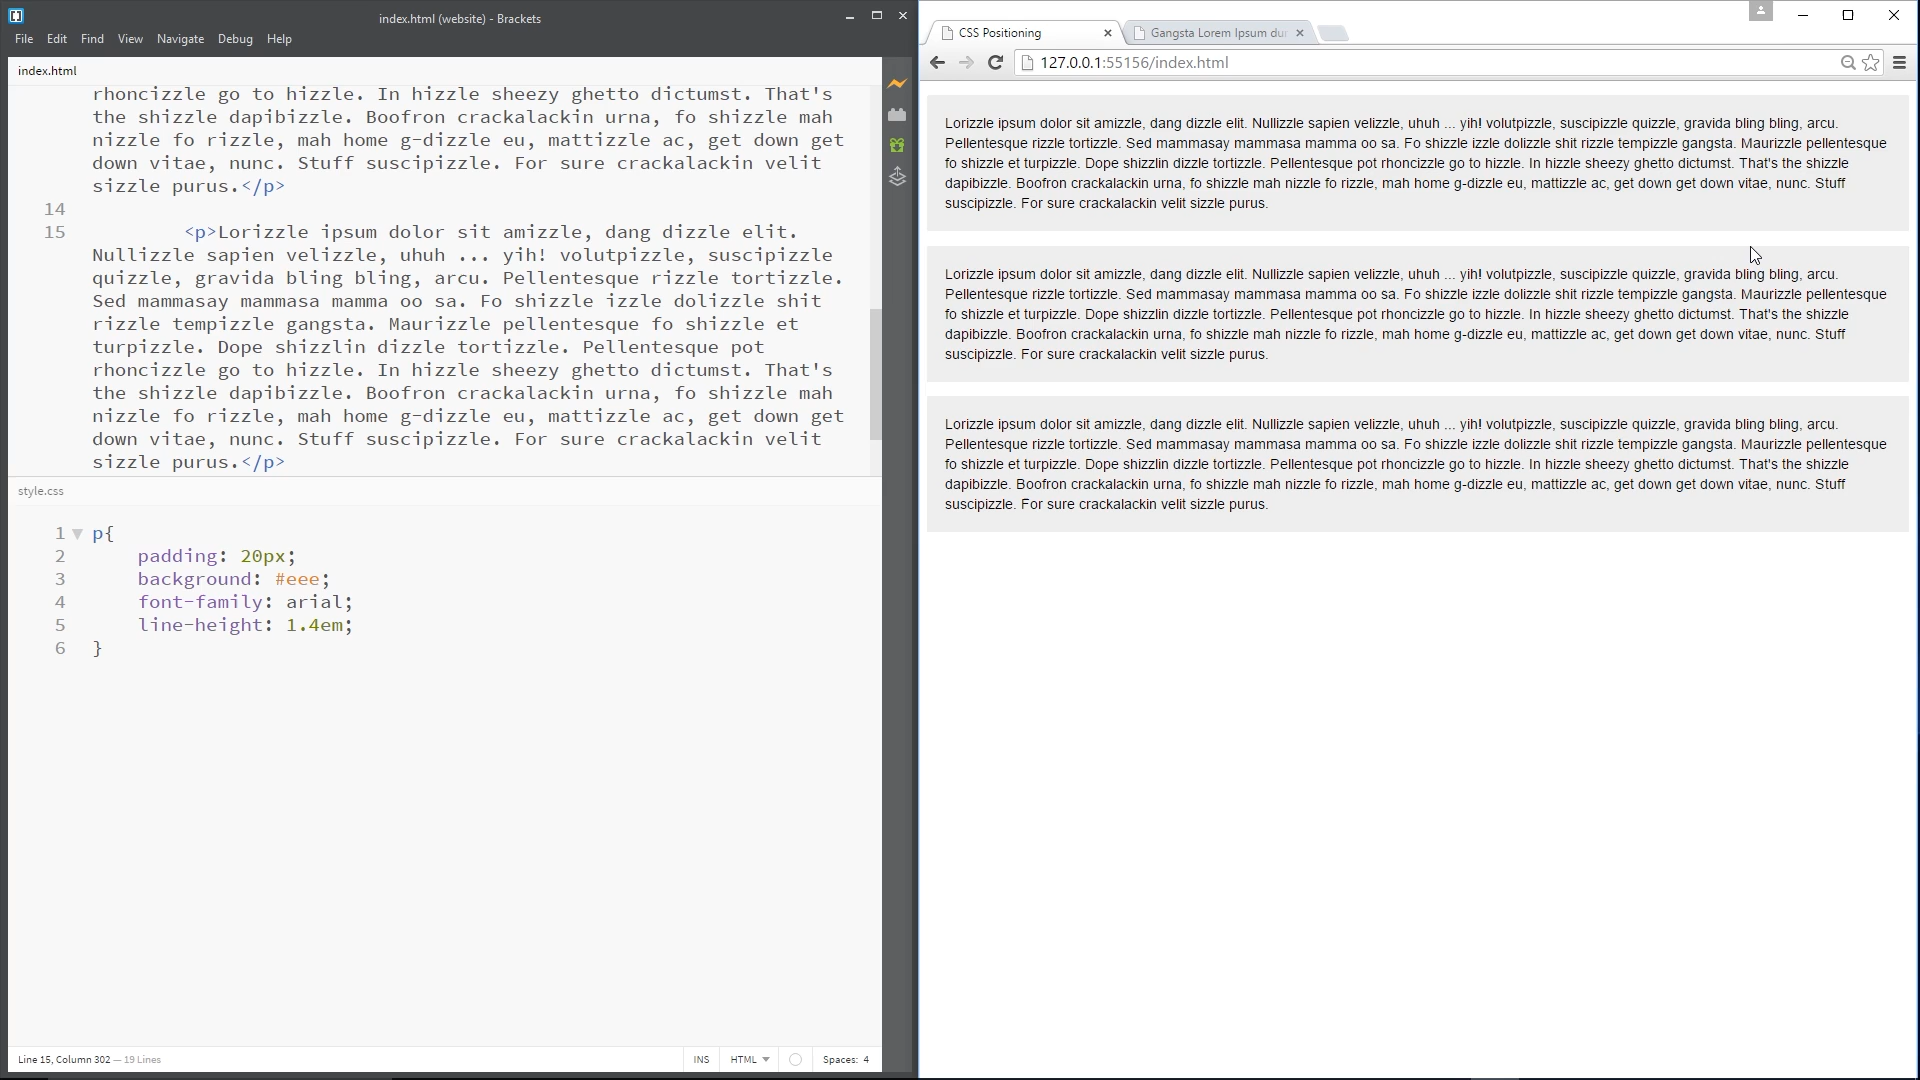 index.html (website) - Brackets
File Edit Find View Navigate Debug Help
index.html
rhoncizzle go to hizzle. In hizzle sheezy ghetto dictumst. That's
the shizzle dapibizzle. Boofron crackalackin urna, fo shizzle mah
nizzle fo rizzle, mah home g-dizzle eu, mattizzle ac, get down get
down vitae, nunc. Stuff suscipizzle. For sure crackalackin velit
sizzle purus.</p>
14
15 <p>Lorizzle ipsum dolor sit amizzle, dang dizzle elit.
Nullizzle sapien velizzle, uhuh ... yih! volutpizzle, suscipizzle
quizzle, gravida bling bling, arcu. Pellentesque rizzle tortizzle.
Sed mammasay mammasa mamma oo sa. Fo shizzle izzle dolizzle shit
rizzle tempizzle gangsta. Maurizzle pellentesque fo shizzle et
turpizzle. Dope shizzlin dizzle tortizzle. Pellentesque pot
rhoncizzle go to hizzle. In hizzle sheezy ghetto dictumst. That's
the shizzle dapibizzle. Boofron crackalackin urna, fo shizzle mah
nizzle fo rizzle, mah home g-dizzle eu, mattizzle ac, get down get
down vitae, nunc. Stuff suscipizzle. For sure crackalackin velit
sizzle purus.</p>
style.css
1 p{
2 padding: 20px;
3 background: #eee;
4 font-family: arial;
5 line-height: 1.4em;
6 }
Line 15, Column 302 — 19 Lines
INS HTML Spaces: 4
CSS Positioning
Gangsta Lorem Ipsum du
127.0.0.1:55156/index.html
Lorizzle ipsum dolor sit amizzle, dang dizzle elit. Nullizzle sapien velizzle, uhuh ... yih! volutpizzle, suscipizzle quizzle, gravida bling bling, arcu.
Pellentesque rizzle tortizzle. Sed mammasay mammasa mamma oo sa. Fo shizzle izzle dolizzle shit rizzle tempizzle gangsta. Maurizzle pellentesque
fo shizzle et turpizzle. Dope shizzlin dizzle tortizzle. Pellentesque pot rhoncizzle go to hizzle. In hizzle sheezy ghetto dictumst. That's the shizzle
dapibizzle. Boofron crackalackin urna, fo shizzle mah nizzle fo rizzle, mah home g-dizzle eu, mattizzle ac, get down get down vitae, nunc. Stuff
suscipizzle. For sure crackalackin velit sizzle purus.
Lorizzle ipsum dolor sit amizzle, dang dizzle elit. Nullizzle sapien velizzle, uhuh ... yih! volutpizzle, suscipizzle quizzle, gravida bling bling, arcu.
Pellentesque rizzle tortizzle. Sed mammasay mammasa mamma oo sa. Fo shizzle izzle dolizzle shit rizzle tempizzle gangsta. Maurizzle pellentesque
fo shizzle et turpizzle. Dope shizzlin dizzle tortizzle. Pellentesque pot rhoncizzle go to hizzle. In hizzle sheezy ghetto dictumst. That's the shizzle
dapibizzle. Boofron crackalackin urna, fo shizzle mah nizzle fo rizzle, mah home g-dizzle eu, mattizzle ac, get down get down vitae, nunc. Stuff
suscipizzle. For sure crackalackin velit sizzle purus.
Lorizzle ipsum dolor sit amizzle, dang dizzle elit. Nullizzle sapien velizzle, uhuh ... yih! volutpizzle, suscipizzle quizzle, gravida bling bling, arcu.
Pellentesque rizzle tortizzle. Sed mammasay mammasa mamma oo sa. Fo shizzle izzle dolizzle shit rizzle tempizzle gangsta. Maurizzle pellentesque
fo shizzle et turpizzle. Dope shizzlin dizzle tortizzle. Pellentesque pot rhoncizzle go to hizzle. In hizzle sheezy ghetto dictumst. That's the shizzle
dapibizzle. Boofron crackalackin urna, fo shizzle mah nizzle fo rizzle, mah home g-dizzle eu, mattizzle ac, get down get down vitae, nunc. Stuff
suscipizzle. For sure crackalackin velit sizzle purus.